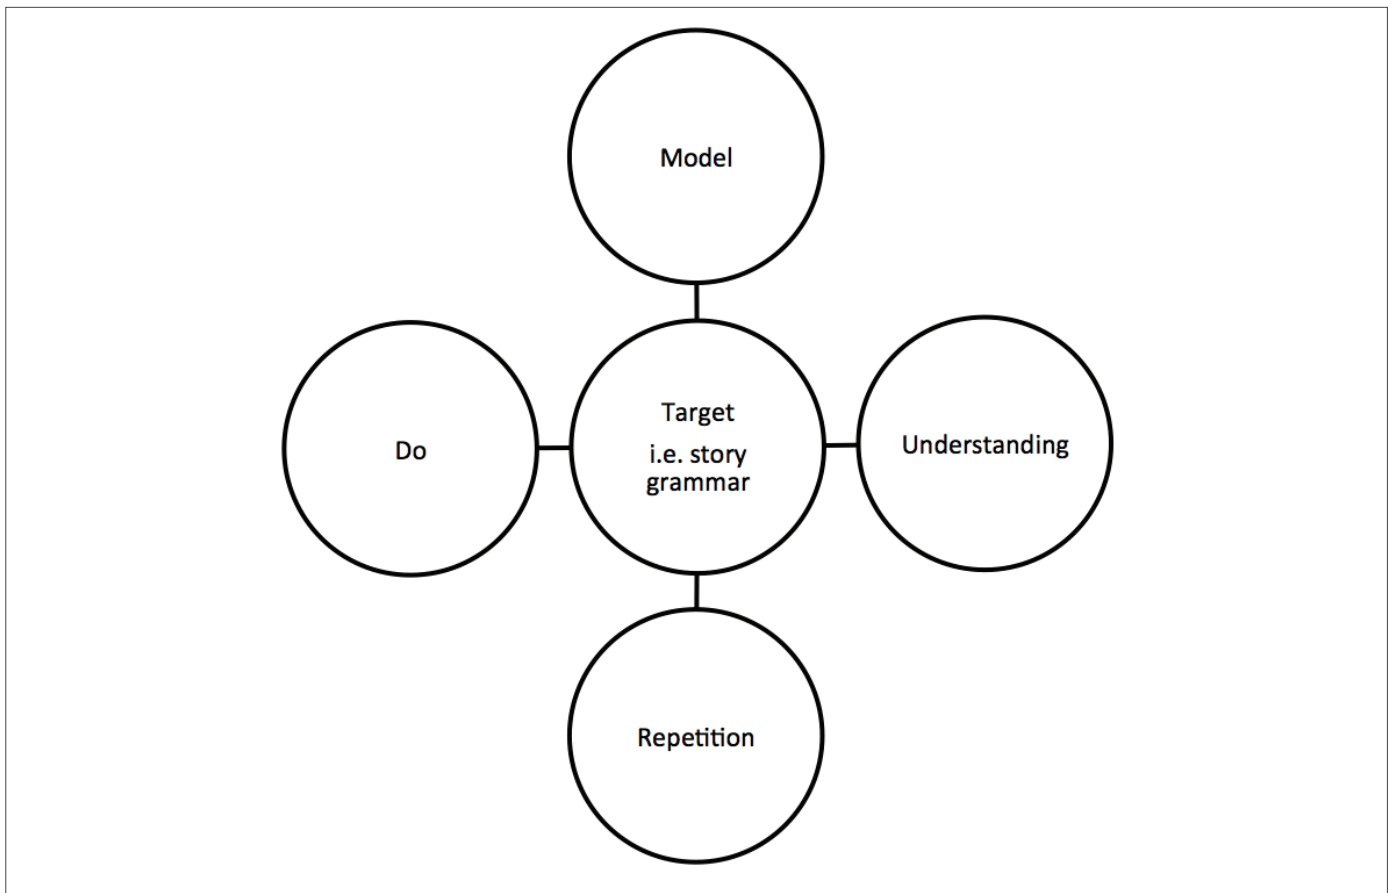 Model
Do
Target
i.e. story
grammar
Understanding
Repetition